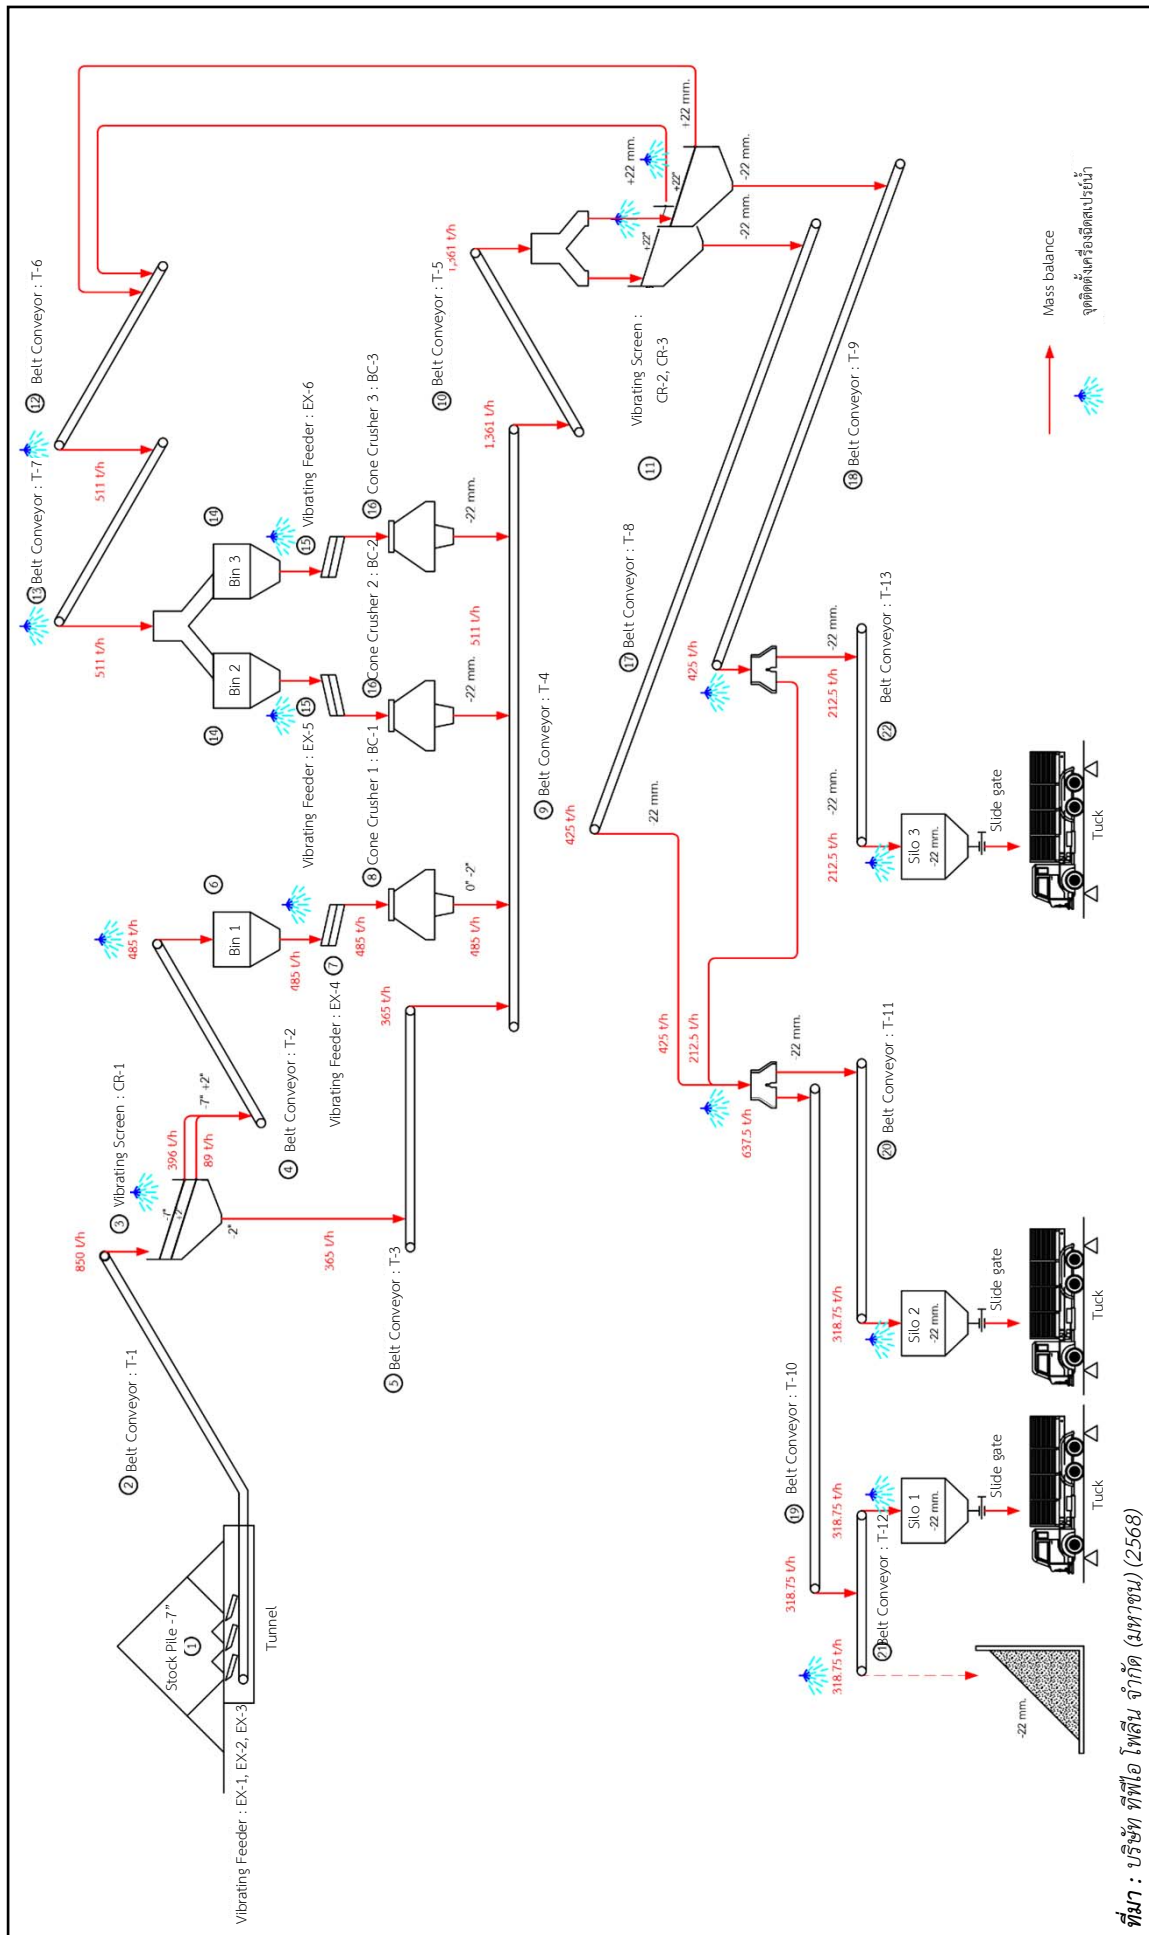 12 Belt Conveyor : T-6
13 Belt Conveyor : T-7
511 t/h
511 t/h
14
14
Bin 2
Bin 3
15
Vibrating Feeder : EX-6
15
Vibrating Feeder : EX-5
16 Cone Crusher 3 : BC-3
16 Cone Crusher 2 : BC-2
-22 mm.
-22 mm.
511 t/h
10 Belt Conveyor : T-5
1,361 t/h
1,361 t/h
+22 mm.
+22 mm.
+22"
+22"
-22 mm.
-22 mm.
Vibrating Screen :
CR-2, CR-3
11
3 Vibrating Screen : CR-1
850 t/h
-7"
+2"
-2"
396 t/h
89 t/h
-7" +2"
4 Belt Conveyor : T-2
485 t/h
6
Bin 1
485 t/h
Vibrating Feeder : EX-4 7
485 t/h
8 Cone Crusher 1 : BC-1
0" -2"
485 t/h
9 Belt Conveyor : T-4
365 t/h
365 t/h
5 Belt Conveyor : T-3
2 Belt Conveyor : T-1
Stock Pile -7"
1
Tunnel
Vibrating Feeder : EX-1, EX-2, EX-3
17 Belt Conveyor : T-8
18 Belt Conveyor : T-9
425 t/h
-22 mm.
425 t/h
425 t/h
212.5 t/h
212.5 t/h
-22 mm.
22 Belt Conveyor : T-13
-22 mm.
212.5 t/h
Silo 3
-22 mm.
Slide gate
Tuck
637.5 t/h
-22 mm.
20 Belt Conveyor : T-11
318.75 t/h
Silo 2
-22 mm.
Slide gate
Tuck
19 Belt Conveyor : T-10
318.75 t/h
318.75 t/h
21 Belt Conveyor : T-12
318.75 t/h
Silo 1
-22 mm.
Slide gate
Tuck
-22 mm.
Mass balance
จุดติดตั้งเครื่องฉีดสเปรย์น้ำ
ที่มา : บริษัท ทีพีไอ โพลีน จำกัด (มหาชน) (2568)